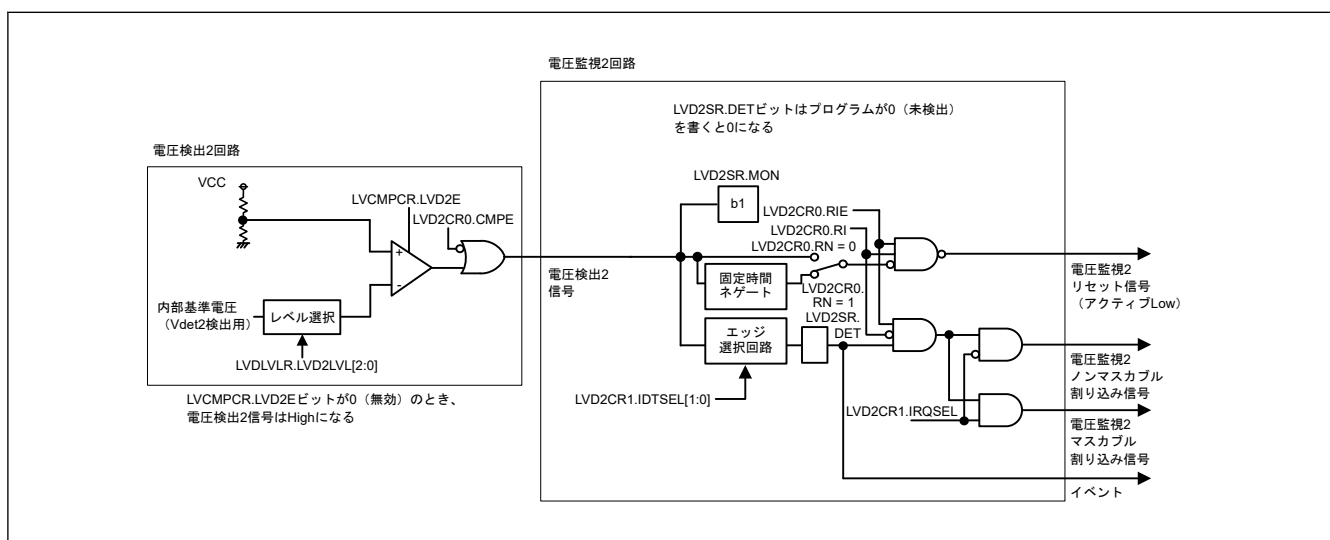 電圧監視2回路
LVD2SR.DETビットはプログラムが0（未検出）
を書くと0になる
電圧検出2回路
VCC
LVCMPCR.LVD2E
LVD2CR0.CMPE
+
-
内部基準電圧
（Vdet2検出用）
レベル選択
LVDLVLR.LVD2LVL[2:0]
LVCMPCR.LVD2Eビットが0（無効）のとき、
電圧検出2信号はHighになる
電圧検出2
信号
LVD2SR.MON
b1
LVD2CR0.RIE
LVD2CR0.RI
LVD2CR0.RN = 0
固定時間
ネゲート
LVD2CR0.
RN = 1
LVD2SR.
DET
エッジ
選択回路
LVD2CR1.IDTSEL[1:0]
LVD2CR1.IRQSEL
電圧監視2
リセット信号
（アクティブLow）
電圧監視2
ノンマスカブル
割り込み信号
電圧監視2
マスカブル
割り込み信号
イベント